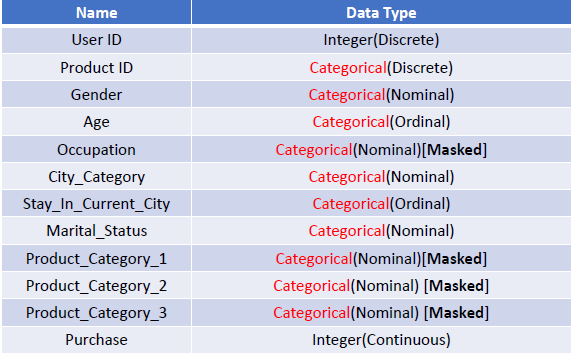 Name Data Type
User ID Integer(Discrete)
Product ID Categorical(Discrete)
Gender Categorical(Nominal)
Age Categorical(Ordinal)
Occupation Categorical(Nominal)[Masked]
City_Category Categorical(Nominal)
Stay_In_Current_City Categorical(Ordinal)
Marital_Status Categorical(Nominal)
Product_Category_1 Categorical(Nominal)[Masked]
Product_Category_2 Categorical(Nominal) [Masked]
Product_Category_3 Categorical(Nominal) [Masked]
Purchase Integer(Continuous)